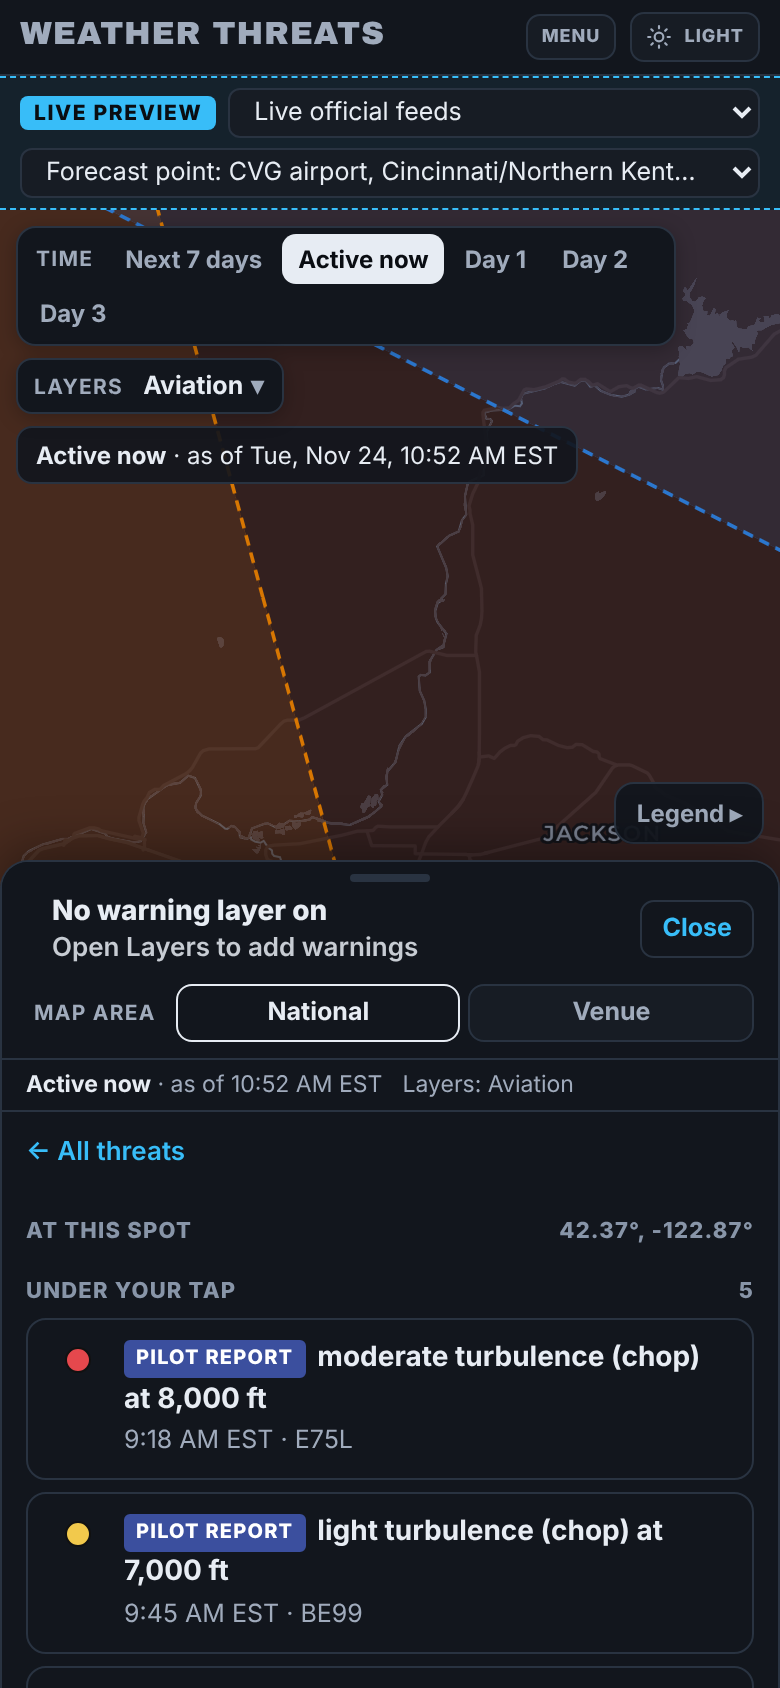 WEATHER THREATS
MENU
LIGHT
LIVE PREVIEW
Live official feeds
Forecast point: CVG airport, Cincinnati/Northern Kent...
TIME
Next 7 days
Active now
Day 1
Day 2
Day 3
LAYERS
Aviation ▾
Active now · as of Tue, Nov 24, 10:52 AM EST
JACKSON
Legend ▸
No warning layer on
Open Layers to add warnings
Close
MAP AREA
National
Venue
Active now · as of 10:52 AM EST Layers: Aviation
← All threats
AT THIS SPOT
42.37°, -122.87°
UNDER YOUR TAP
5
PILOT REPORT moderate turbulence (chop)
at 8,000 ft
9:18 AM EST · E75L
PILOT REPORT light turbulence (chop) at
7,000 ft
9:45 AM EST · BE99